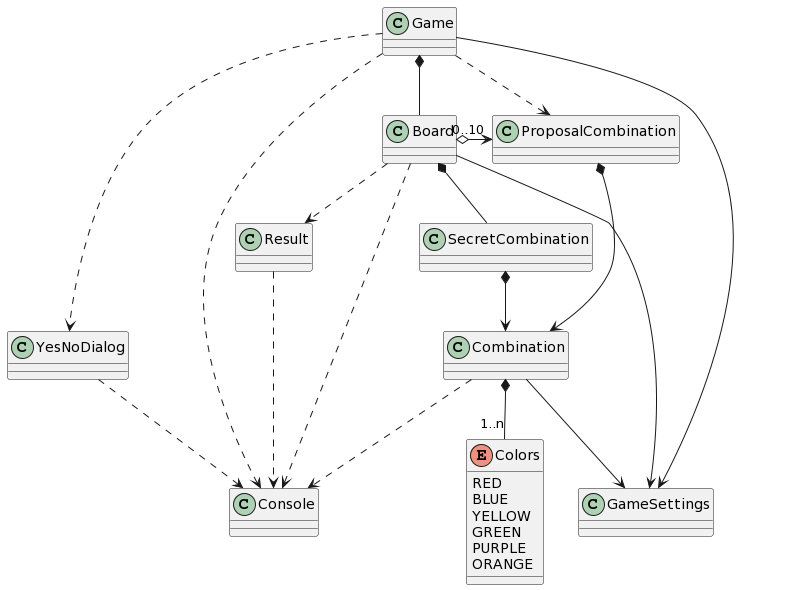 C Game
C Board
0..10
C ProposalCombination
C Result
C SecretCombination
C YesNoDialog
C Combination
1..n
E Colors
RED
BLUE
YELLOW
GREEN
PURPLE
ORANGE
C Console
C GameSettings